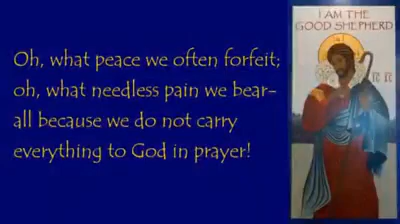 I AM THE
GOOD SHEPHERD
Oh, what peace we often forfeit;
oh, what needless pain we bear-
all because we do not carry
everything to God in prayer!